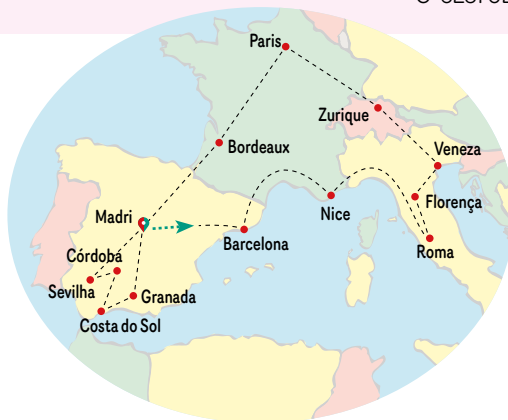 Paris
Zurique
Veneza
Bordeaux
Florença
Madri
Nice
Barcelona
Roma
Córdoba
Sevilha
Granada
Costa do Sol